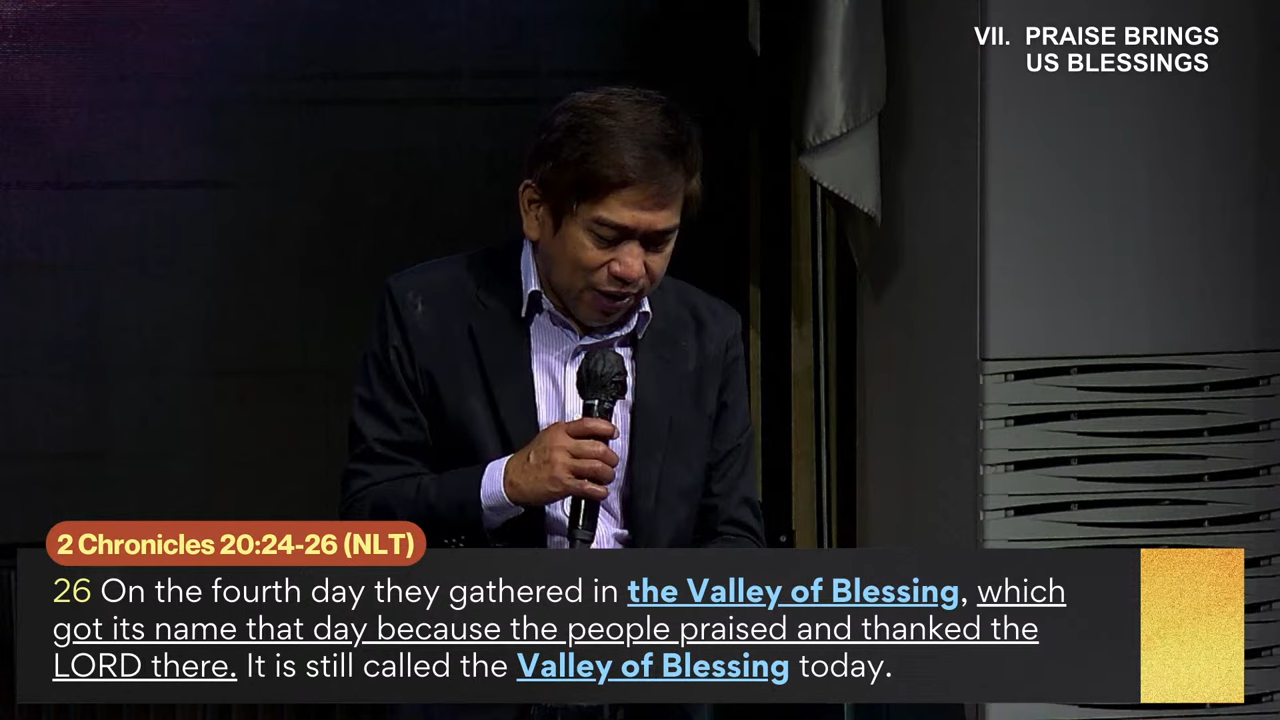 VII. PRAISE BRINGS
US BLESSINGS
2 Chronicles 20:24-26 (NLT)
26 On the fourth day they gathered in the Valley of Blessing, which
got its name that day because the people praised and thanked the
LORD there. It is still called the Valley of Blessing today.